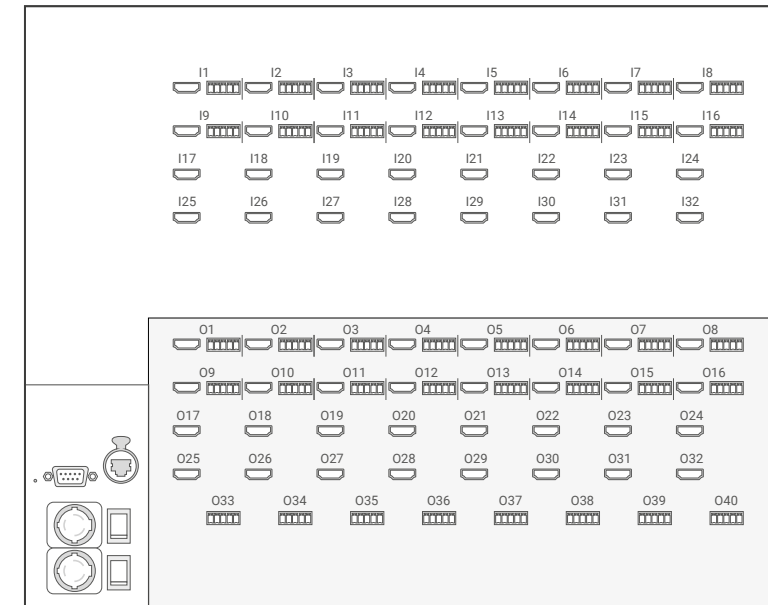 I1 I2 I3 I4 I5 I6 I7 I8
I9 I10 I11 I12 I13 I14 I15 I16
I17 I18 I19 I20 I21 I22 I23 I24
I25 I26 I27 I28 I29 I30 I31 I32
O1 O2 O3 O4 O5 O6 O7 O8
O9 O10 O11 O12 O13 O14 O15 O16
O17 O18 O19 O20 O21 O22 O23 O24
O25 O26 O27 O28 O29 O30 O31 O32
O33 O34 O35 O36 O37 O38 O39 O40